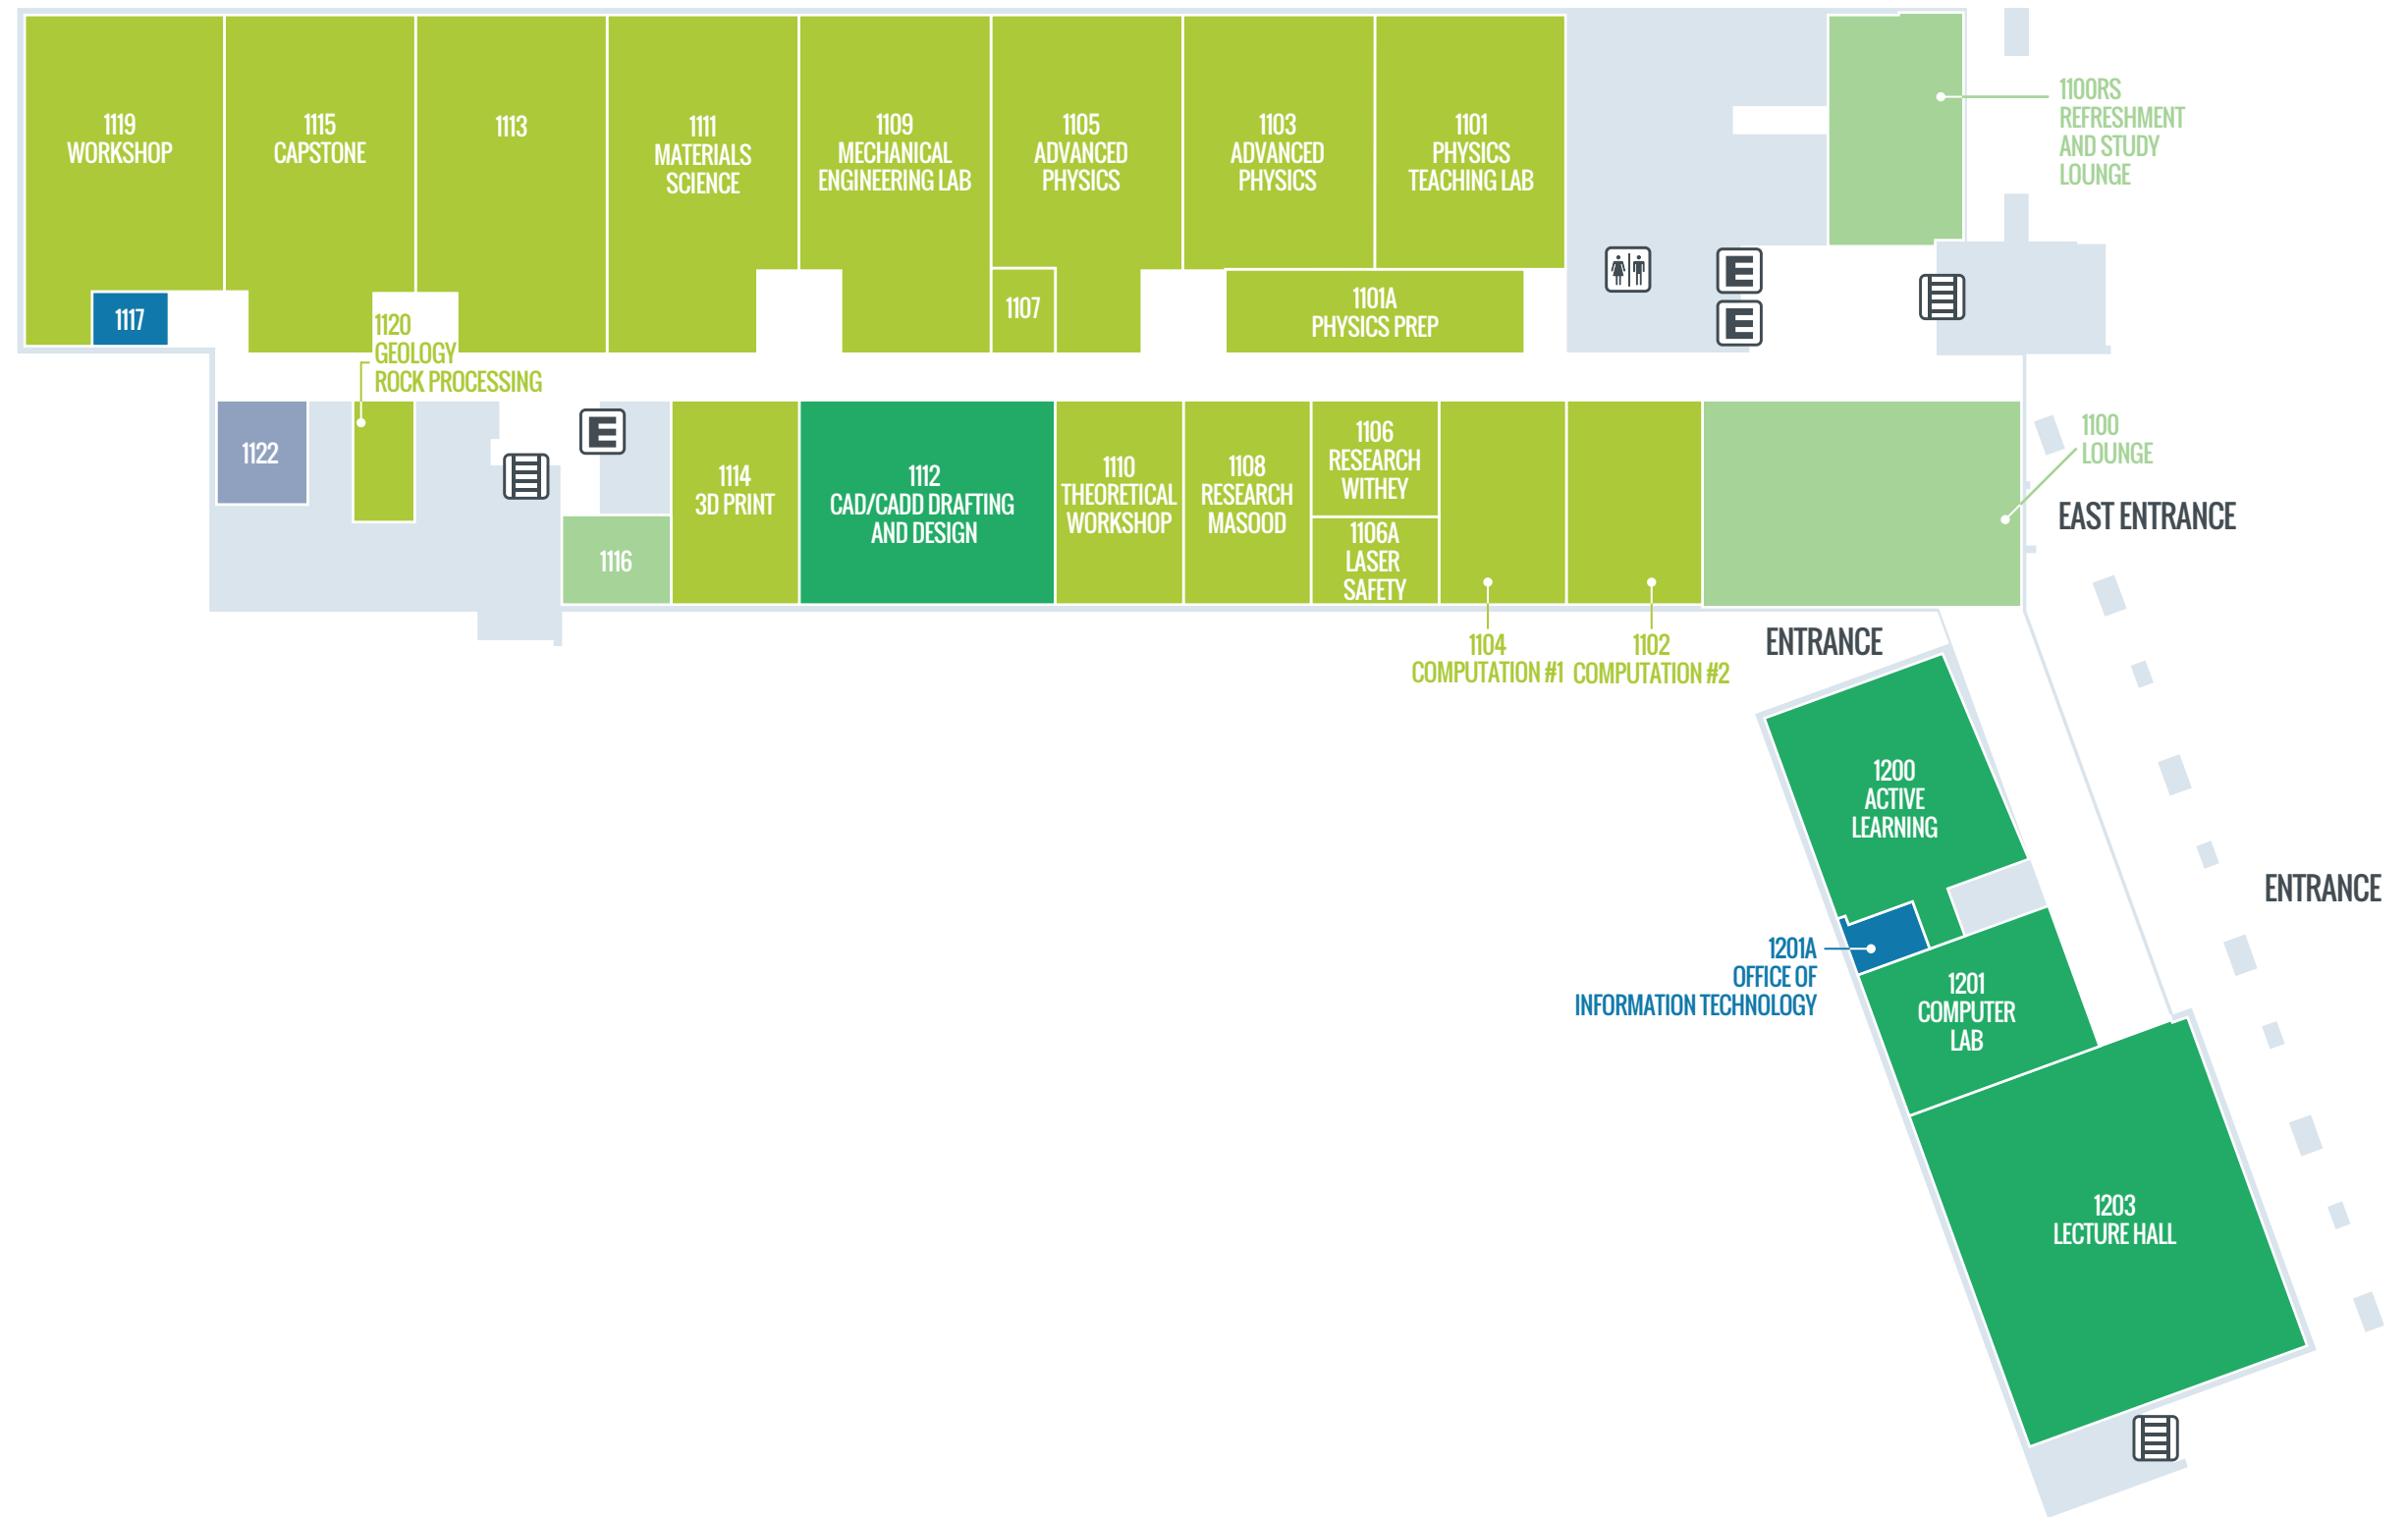 1119
WORKSHOP
1115
CAPSTONE
1113
1111
MATERIALS
SCIENCE
1109
MECHANICAL
ENGINEERING LAB
1105
ADVANCED
PHYSICS
1103
ADVANCED
PHYSICS
1101
PHYSICS
TEACHING LAB
1100RS
REFRESHMENT
AND STUDY
LOUNGE
1117
1107
1101A
PHYSICS PREP
E
E
1120
GEOLOGY
ROCK PROCESSING
1122
E
1116
1114
3D PRINT
1112
CAD/CADD DRAFTING
AND DESIGN
1110
THEORETICAL
WORKSHOP
1108
RESEARCH
MASOOD
1106
RESEARCH
WITHEY
1106A
LASER
SAFETY
1104
COMPUTATION #1
1102
COMPUTATION #2
1100
LOUNGE
EAST ENTRANCE
ENTRANCE
1200
ACTIVE
LEARNING
ENTRANCE
1201A
OFFICE OF
INFORMATION TECHNOLOGY
1201
COMPUTER
LAB
1203
LECTURE HALL